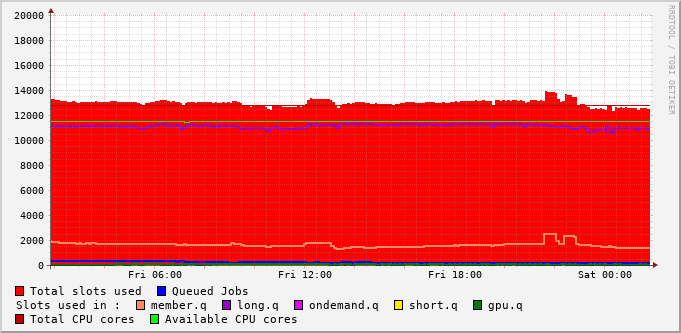 RRDTOOL / TOBI OETIKER
20000
18000
16000
14000
12000
10000
8000
6000
4000
2000
0
Fri 06:00 Fri 12:00 Fri 18:00 Sat 00:00
Total slots used Queued Jobs
Slots used in : member.q long.q ondemand.q short.q gpu.q
Total CPU cores Available CPU cores